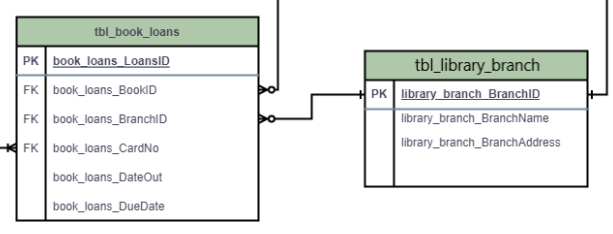 tbl_book_loans
PK book_loans_LoansID
FK book_loans_BookID
FK book_loans_BranchID
FK book_loans_CardNo
book_loans_DateOut
book_loans_DueDate
tbl_library_branch
PK library_branch_BranchID
library_branch_BranchName
library_branch_BranchAddress